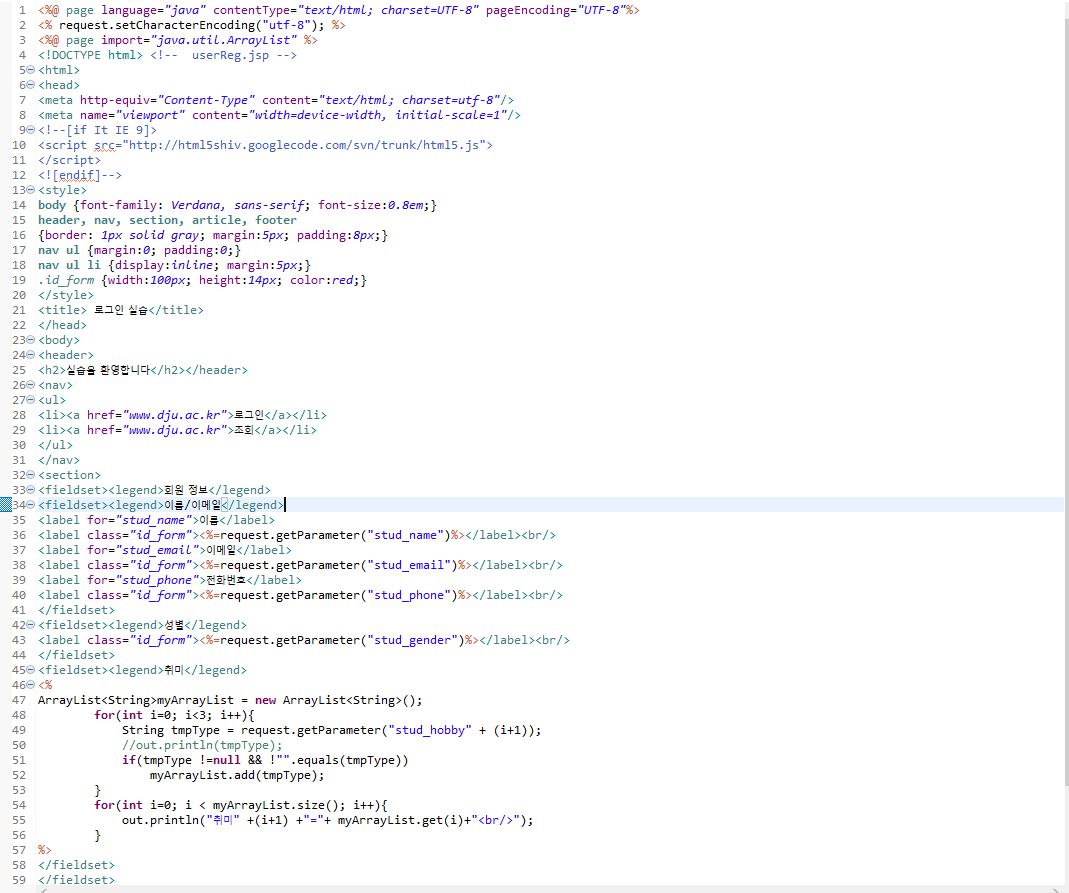 1 <%@ page language="java" contentType="text/html; charset=UTF-8" pageEncoding="UTF-8"%>
2 <% request.setCharacterEncoding("utf-8"); %>
3 <%@ page import="java.util.ArrayList" %>
4 <!DOCTYPE html> <!--  userReg.jsp -->
5 <html>
6 <head>
7 <meta http-equiv="Content-Type" content="text/html; charset=utf-8"/>
8 <meta name="viewport" content="width=device-width, initial-scale=1"/>
9 <!--[if It IE 9]>
10 <script src="http://html5shiv.googlecode.com/svn/trunk/html5.js">
11 </script>
12 <![endif]-->
13 <style>
14 body {font-family: Verdana, sans-serif; font-size:0.8em;}
15 header, nav, section, article, footer
16 {border: 1px solid gray; margin:5px; padding:8px;}
17 nav ul {margin:0; padding:0;}
18 nav ul li {display:inline; margin:5px;}
19 .id_form {width:100px; height:14px; color:red;}
20 </style>
21 <title> 로그인 실습</title>
22 </head>
23 <body>
24 <header>
25 <h2>실습을 환영합니다</h2></header>
26 <nav>
27 <ul>
28 <li><a href="www.dju.ac.kr">로그인</a></li>
29 <li><a href="www.dju.ac.kr">조회</a></li>
30 </ul>
31 </nav>
32 <section>
33 <fieldset><legend>회원 정보</legend>
34 <fieldset><legend>이름/이메일</legend>
35 <label for="stud_name">이름</label>
36 <label class="id_form"><%=request.getParameter("stud_name")%></label><br/>
37 <label for="stud_email">이메일</label>
38 <label class="id_form"><%=request.getParameter("stud_email")%></label><br/>
39 <label for="stud_phone">전화번호</label>
40 <label class="id_form"><%=request.getParameter("stud_phone")%></label><br/>
41 </fieldset>
42 <fieldset><legend>성별</legend>
43 <label class="id_form"><%=request.getParameter("stud_gender")%></label><br/>
44 </fieldset>
45 <fieldset><legend>취미</legend>
46 <%
47 ArrayList<String>myArrayList = new ArrayList<String>();
48         for(int i=0; i<3; i++){
49             String tmpType = request.getParameter("stud_hobby" + (i+1));
50             //out.println(tmpType);
51             if(tmpType !=null && !"".equals(tmpType))
52                 myArrayList.add(tmpType);
53         }
54         for(int i=0; i < myArrayList.size(); i++){
55             out.println("취미" +(i+1) +"="+ myArrayList.get(i)+"<br/>");
56         }
57 %>
58 </fieldset>
59 </fieldset>